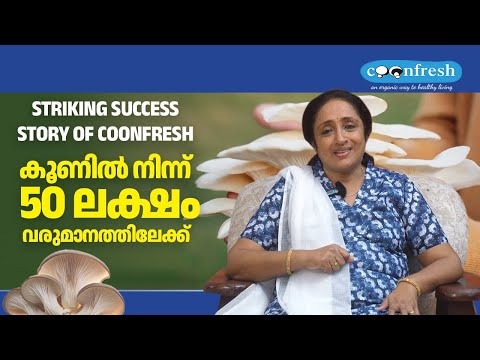 coonfresh
an organic way to healthy living
STRIKING SUCCESS
STORY OF COONFRESH
കൂണിൽ നിന്ന്
50 ലക്ഷം
വരുമാനത്തിലേക്ക്